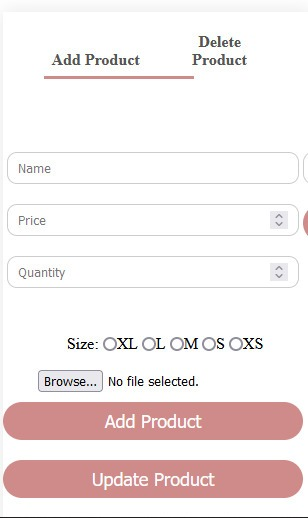 Add Product
Delete
Product
Name
Price
Quantity
Size: XL L M S XS
Browse... No file selected.
Add Product
Update Product